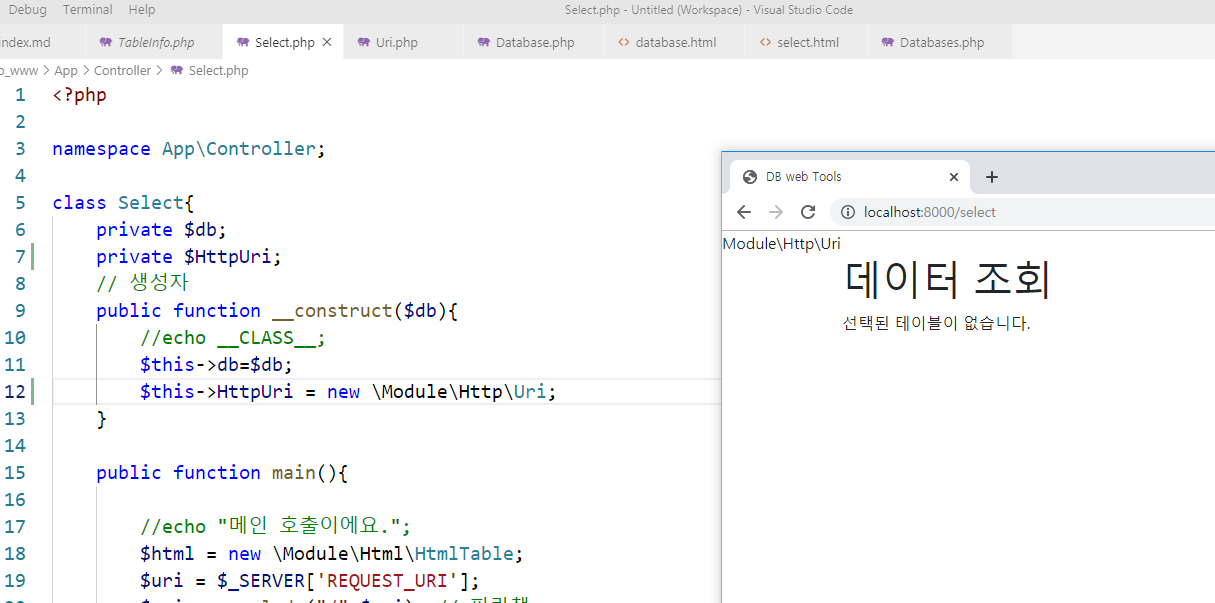 Debug Terminal Help Select.php - Untitled (Workspace) - Visual Studio Code
index.md TableInfo.php Select.php Uri.php Database.php database.html select.html Databases.php
App > Controller > Select.php
1 <?php
2
3 namespace App\Controller;
4
5 class Select{
6 private $db;
7 private $HttpUri;
8 // 생성자
9 public function __construct($db){
10 //echo __CLASS__;
11 $this->db=$db;
12 $this->HttpUri = new \Module\Http\Uri;
13 }
14
15 public function main(){
16
17 //echo "메인 호출이에요.";
18 $html = new \Module\Html\HtmlTable;
19 $uri = $_SERVER['REQUEST_URI'];
DB web Tools
localhost:8000/select
Module\Http\Uri
데이터 조회
선택된 테이블이 없습니다.